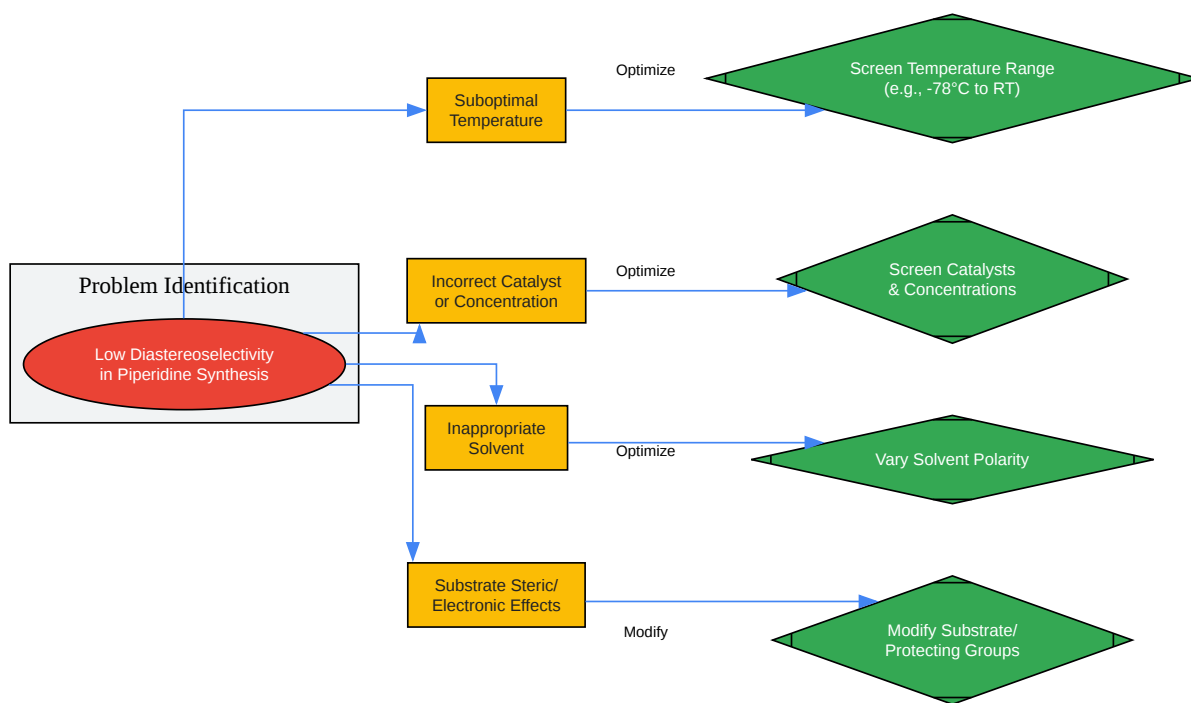 Optimize
Screen Temperature Range
(e.g., -78°C to RT)
Suboptimal
Temperature
Problem Identification
Low Diastereoselectivity
in Piperidine Synthesis
Incorrect Catalyst
or Concentration
Optimize
Screen Catalysts
& Concentrations
Inappropriate
Solvent
Optimize
Vary Solvent Polarity
Substrate Steric/
Electronic Effects
Modify
Modify Substrate/
Protecting Groups